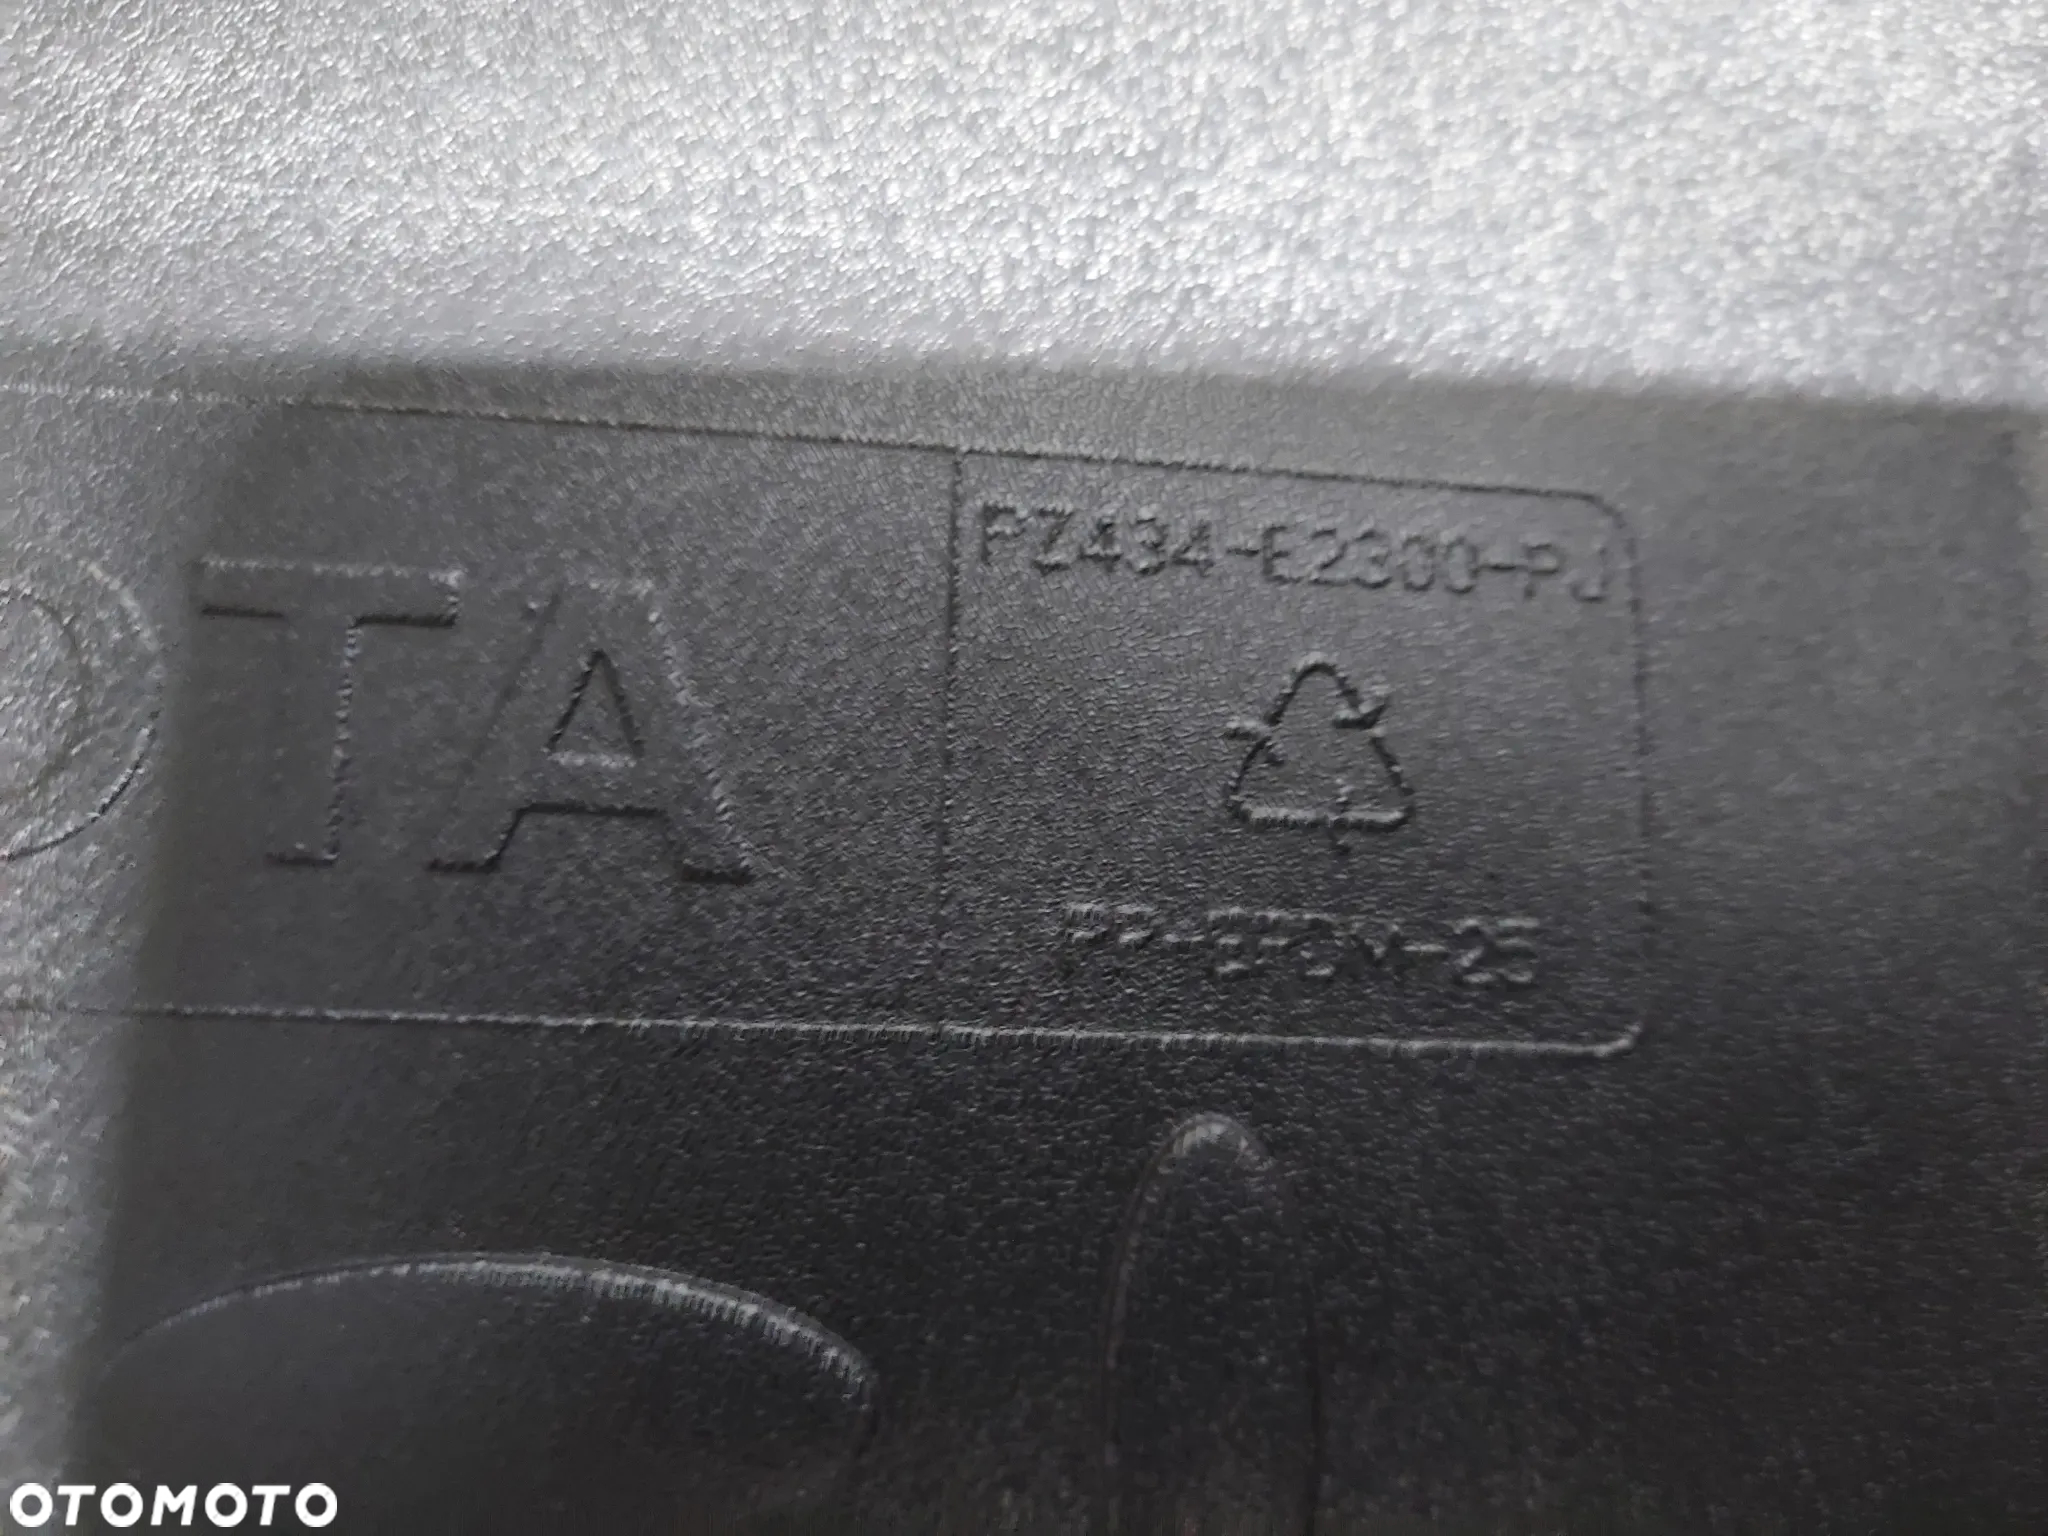 PZ434-E2300-PJ
TA
PP-EPDM-25
OTOMOTO